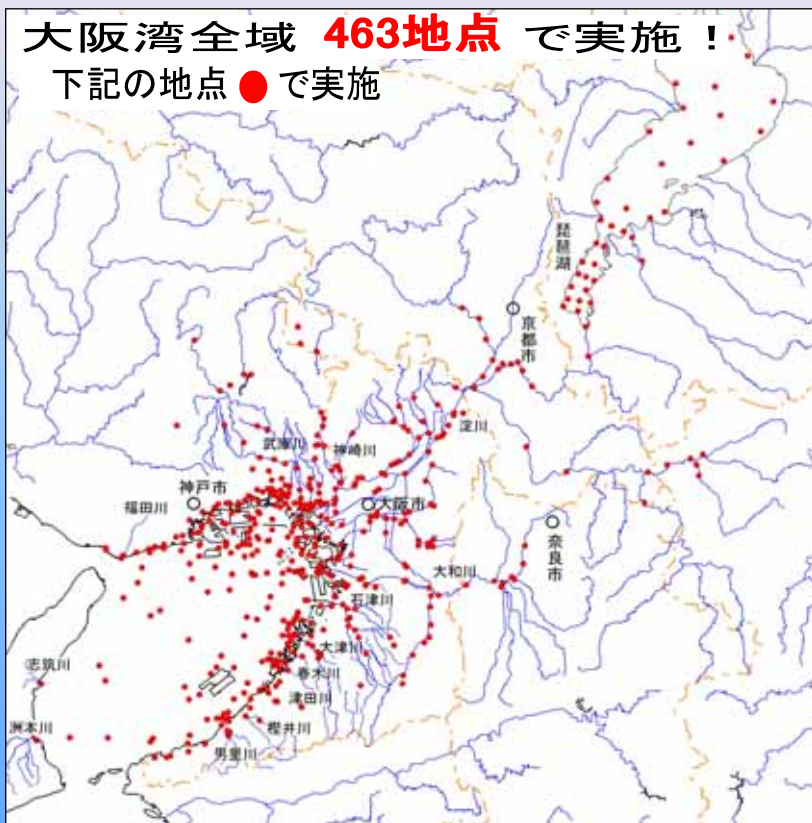 大阪湾全域 463地点 で実施！
下記の地点 ● で実施
琵琶湖
京都市
淀川
武庫川
神崎川
神戸市
福田川
大阪市
奈良市
大和川
石津川
大津川
志筑川
春木川
津田川
洲本川
樫井川
男里川